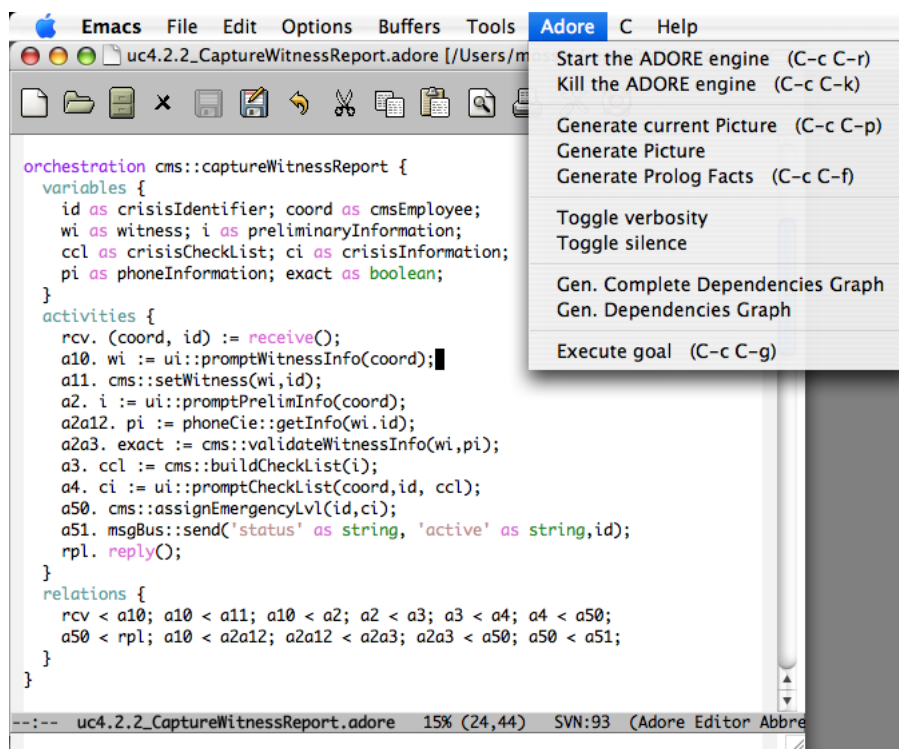 Emacs File Edit Options Buffers Tools Adore C Help
uc4.2.2_CaptureWitnessReport.adore [/Users/
Start the ADORE engine (C-c C-r)
Kill the ADORE engine (C-c C-k)
Generate current Picture (C-c C-p)
Generate Picture
Generate Prolog Facts (C-c C-f)
Toggle verbosity
Toggle silence
Gen. Complete Dependencies Graph
Gen. Dependencies Graph
Execute goal (C-c C-g)
orchestration cms::captureWitnessReport {
variables {
id as crisisIdentifier; coord as cmsEmployee;
wi as witness; i as preliminaryInformation;
ccl as crisisCheckList; ci as crisisInformation;
pi as phoneInformation; exact as boolean;
}
activities {
rcv. (coord, id) := receive();
a10. wi := ui::promptWitnessInfo(coord);
a11. cms::setWitness(wi,id);
a2. i := ui::promptPrelimInfo(coord);
a2a12. pi := phoneCie::getInfo(wi.id);
a2a3. exact := cms::validateWitnessInfo(wi,pi);
a3. ccl := cms::buildCheckList(i);
a4. ci := ui::promptCheckList(coord,id, ccl);
a50. cms::assignEmergencyLvl(id,ci);
a51. msgBus::send('status' as string, 'active' as string,id);
rpl. reply();
}
relations {
rcv < a10; a10 < a11; a10 < a2; a2 < a3; a3 < a4; a4 < a50;
a50 < rpl; a10 < a2a12; a2a12 < a2a3; a2a3 < a50; a50 < a51;
}
}
--:-- uc4.2.2_CaptureWitnessReport.adore 15% (24,44) SVN:93 (Adore Editor Abbre